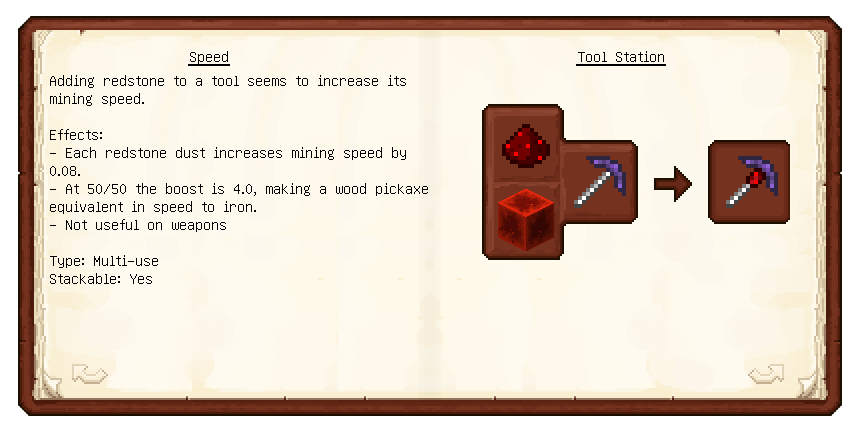 Speed
Adding redstone to a tool seems to increase its
mining speed.
Effects:
- Each redstone dust increases mining speed by
0.08.
- At 50/50 the boost is 4.0, making a wood pickaxe
equivalent in speed to iron.
- Not useful on weapons
Type: Multi-use
Stackable: Yes
Tool Station